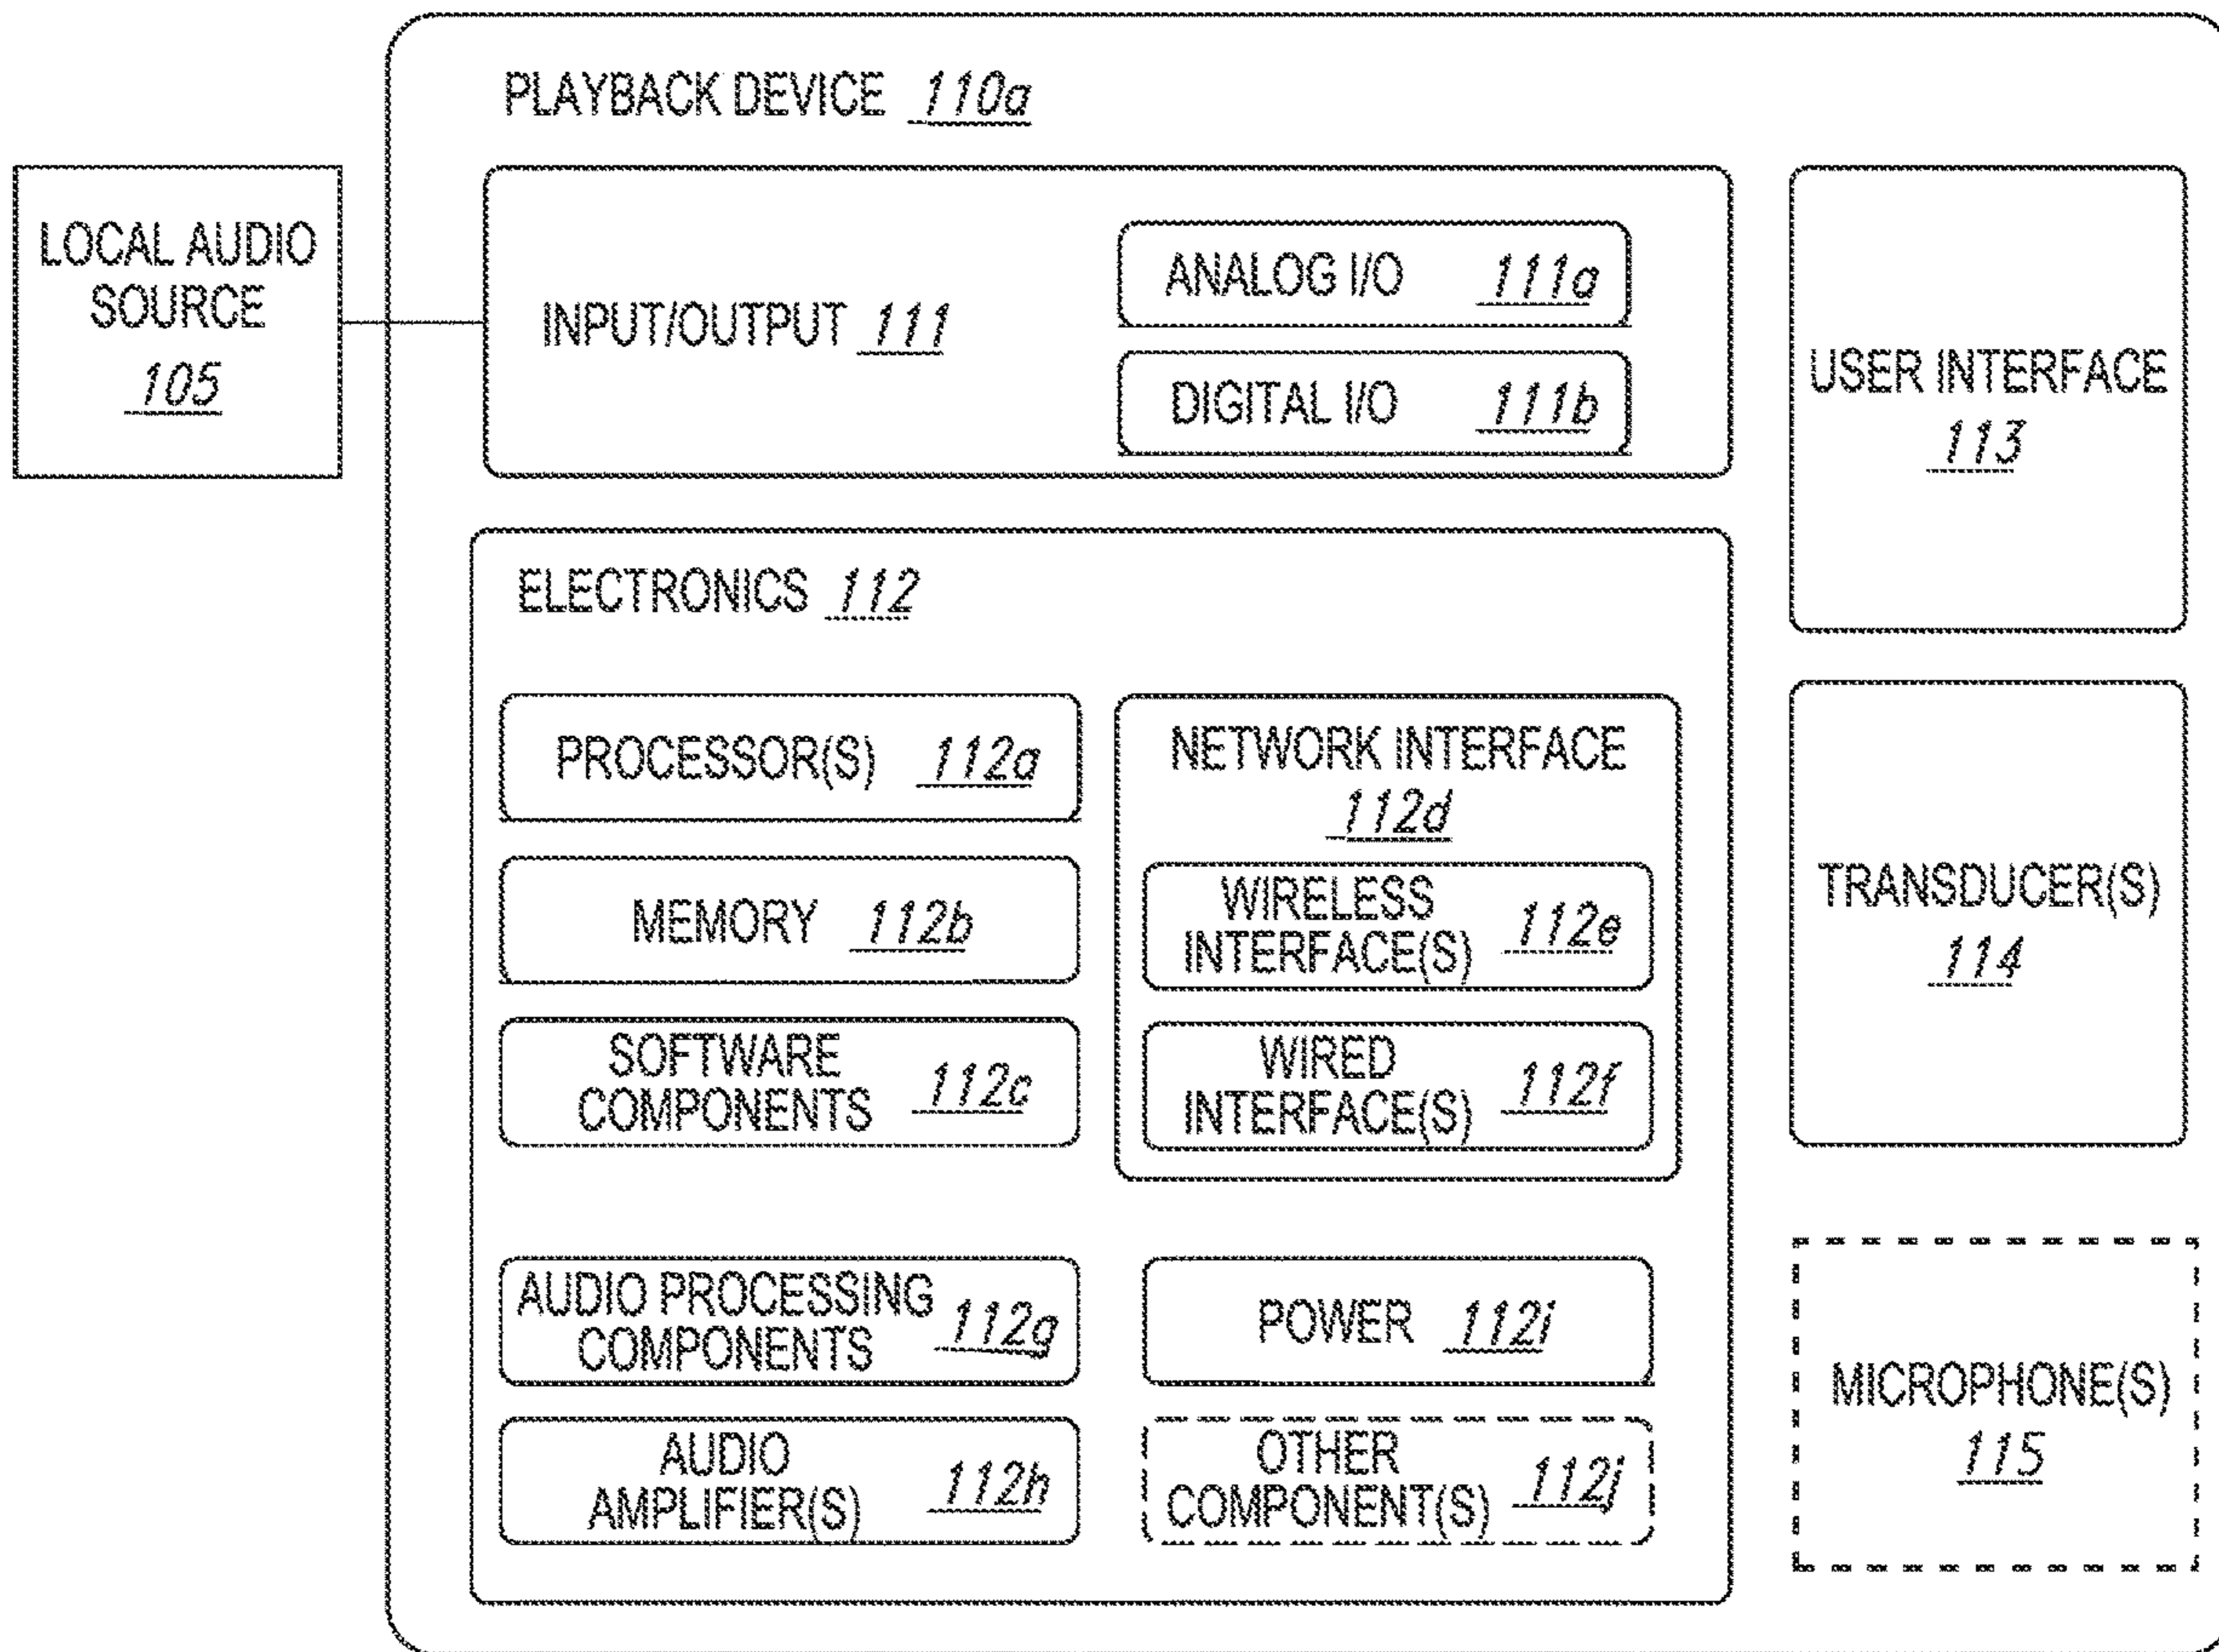 PLAYBACK DEVICE 110a
LOCAL AUDIO
SOURCE
105
INPUT/OUTPUT 111
ANALOG I/O 111a
DIGITAL I/O 111b
USER INTERFACE
113
ELECTRONICS 112
PROCESSOR(S) 112a
MEMORY 112b
SOFTWARE
COMPONENTS 112c
NETWORK INTERFACE
112d
WIRELESS
INTERFACE(S) 112e
WIRED
INTERFACE(S) 112f
TRANSDUCER(S)
114
AUDIO PROCESSING
COMPONENTS 112g
AUDIO
AMPLIFIER(S) 112h
POWER 112i
OTHER
COMPONENT(S) 112j
MICROPHONE(S)
115